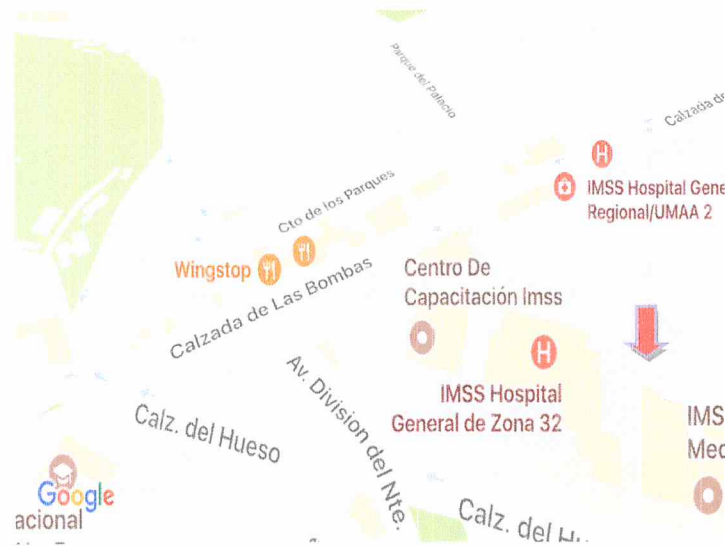 Parque del Palacio
Calzada de
IMSS Hospital Gene
Regional/UMAA 2
Cto de los Parques
Wingstop
Calzada de Las Bombas
Centro De
Capacitación Imss
IMSS Hospital
General de Zona 32
Av. Division del Nte.
Calz. del Hueso
IMS
Med
Google
acional
Calz. del Hu